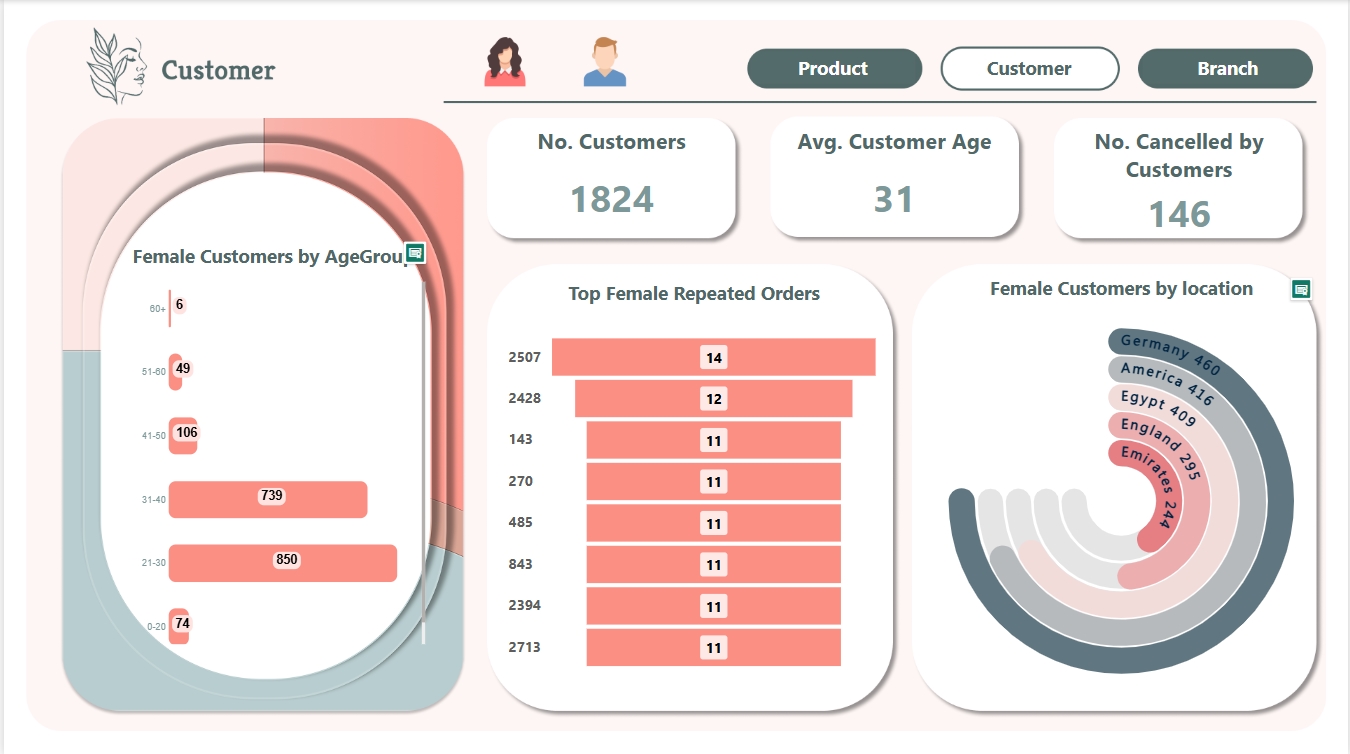 Customer
Product
Customer
Branch
No. Customers
1824
Avg. Customer Age
31
No. Cancelled by
Customers
146
Female Customers by AgeGroup
60+
6
51-60
49
41-50
106
31-40
739
21-30
850
0-20
74
Top Female Repeated Orders
2507
14
2428
12
143
11
270
11
485
11
843
11
2394
11
2713
11
Female Customers by location
Germany 460
America 416
Egypt 409
England 295
Emirates 244